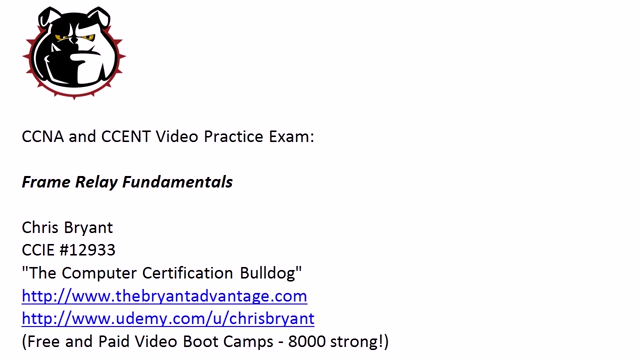 CCNA and CCENT Video Practice Exam:
Frame Relay Fundamentals
Chris Bryant
CCIE #12933
"The Computer Certification Bulldog"
http://www.thebryantadvantage.com
http://www.udemy.com/u/chrisbryant
(Free and Paid Video Boot Camps - 8000 strong!)